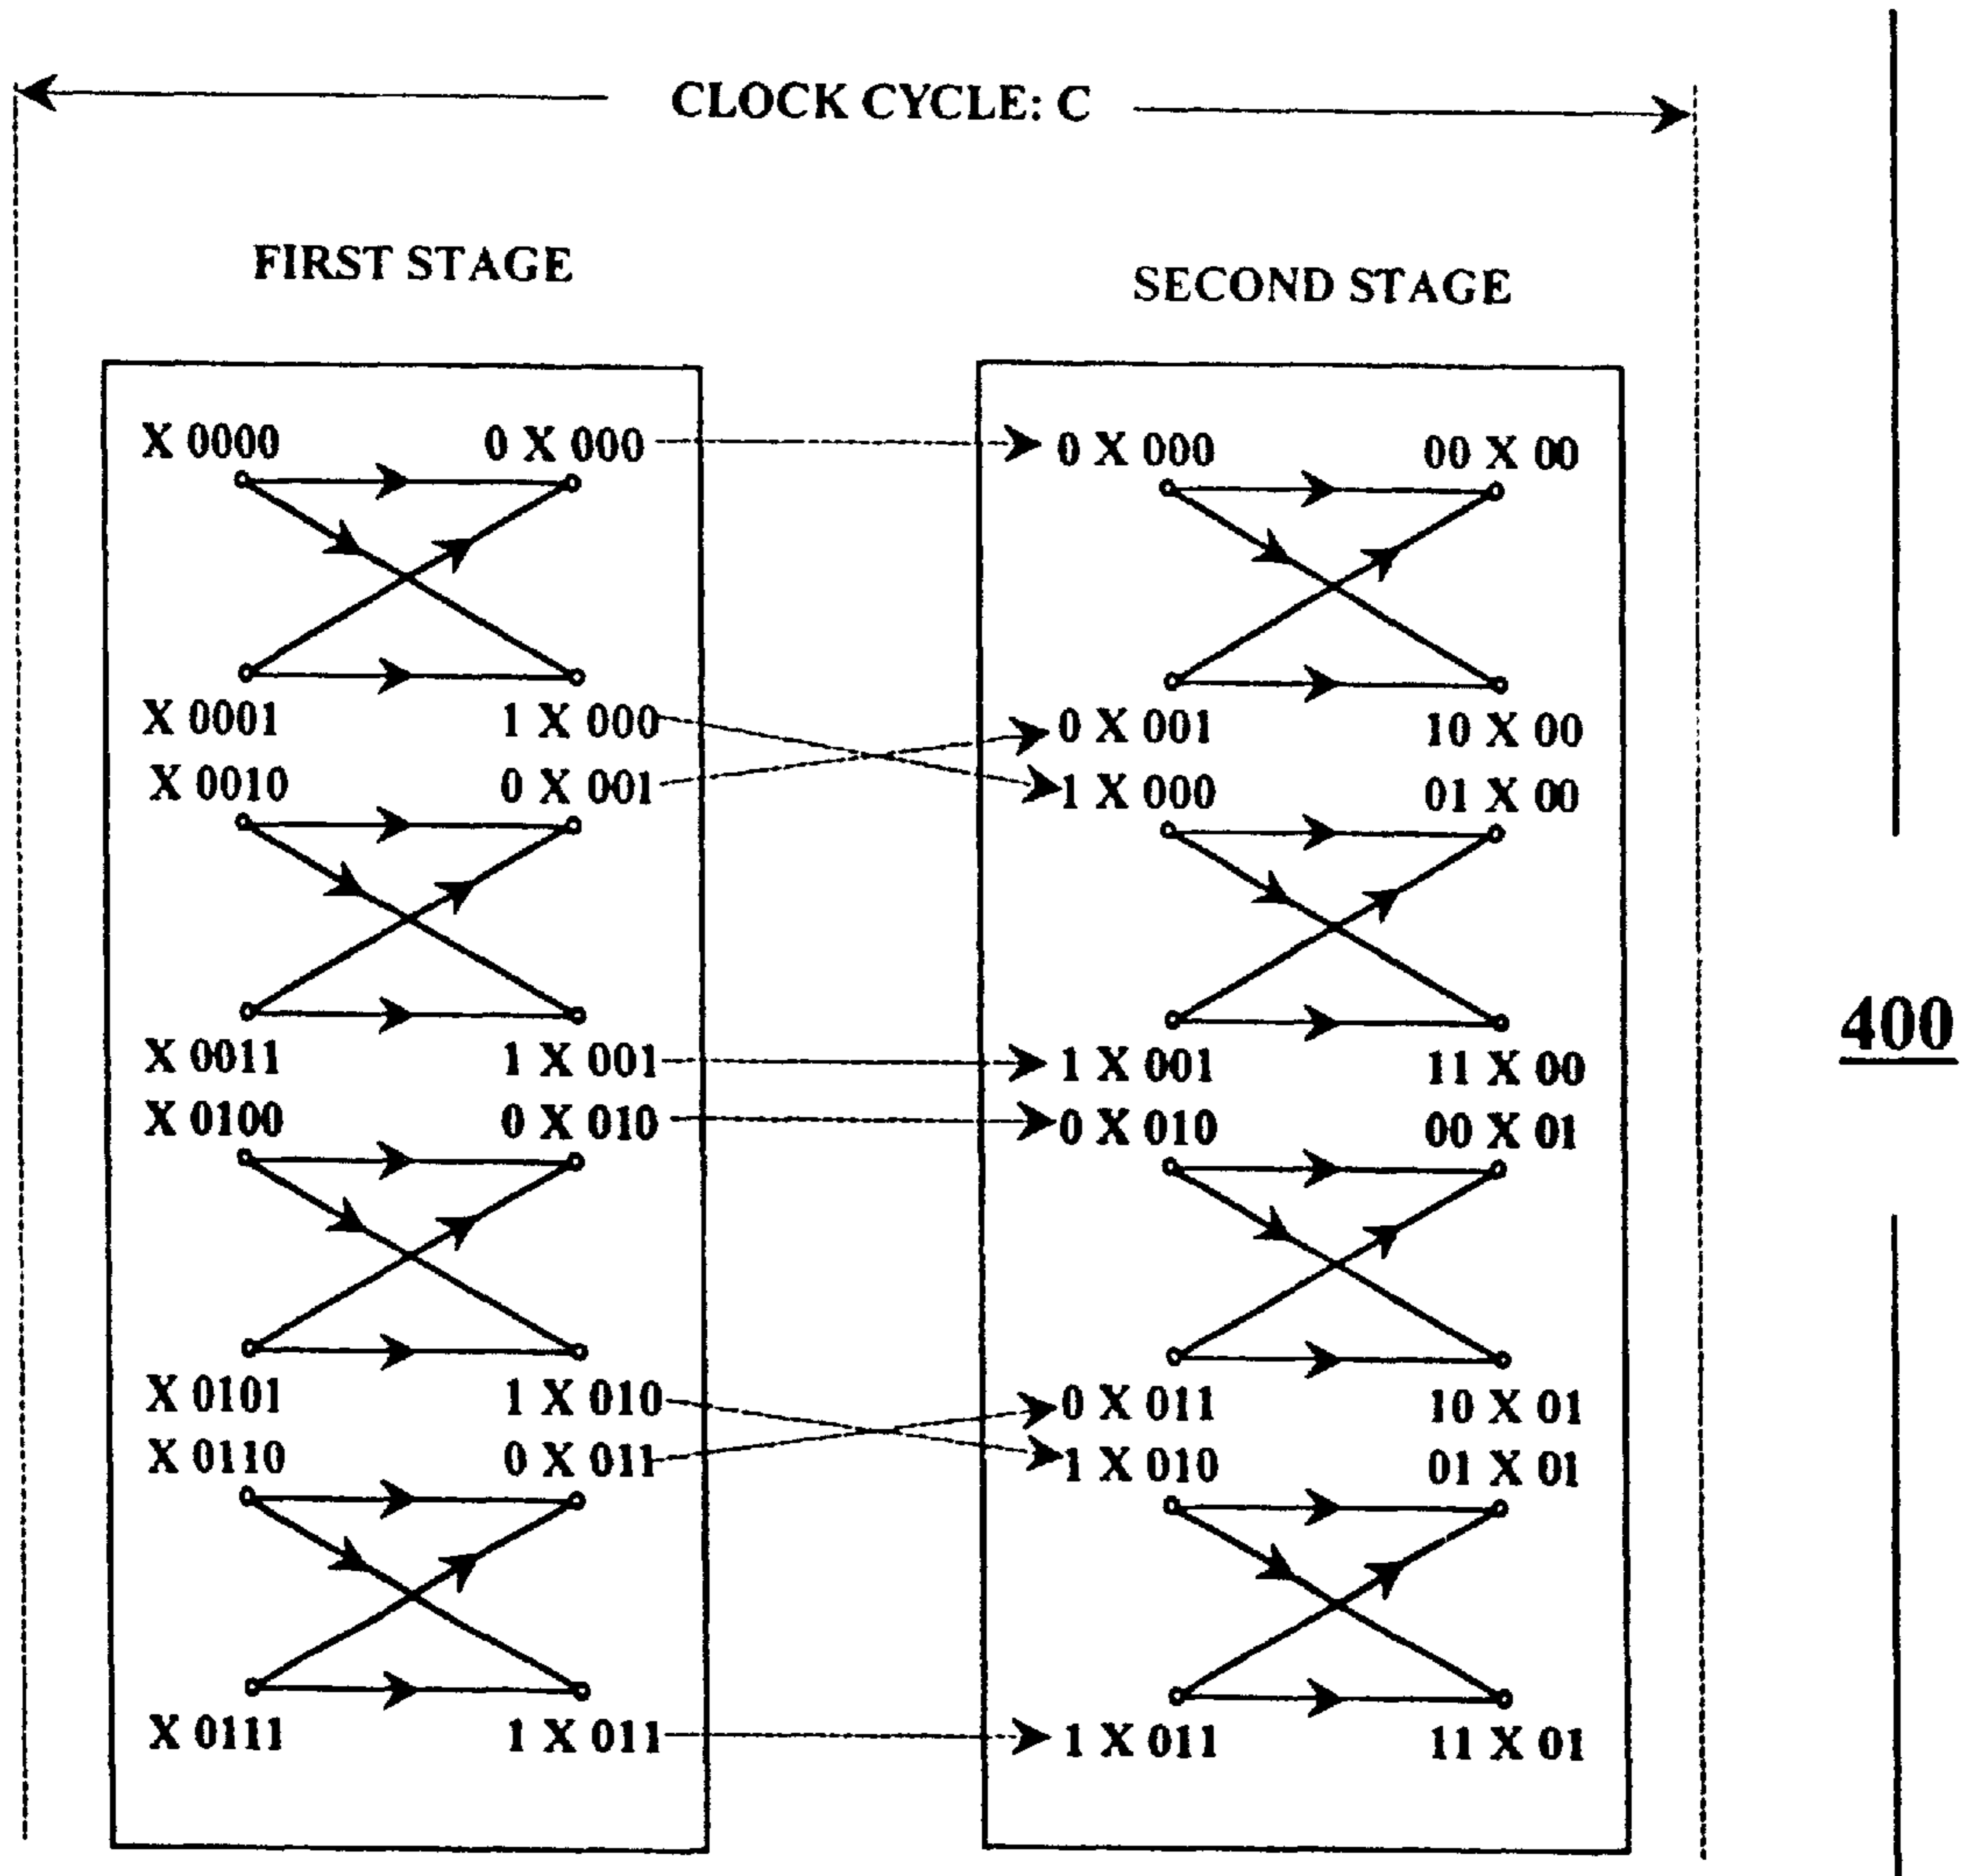 CLOCK CYCLE: C
FIRST STAGE
SECOND STAGE
X 0000 0 X 000 0 X 000 00 X 00
X 0001 1 X 000 0 X 001 10 X 00
X 0010 0 X 001 1 X 000 01 X 00
400
X 0011 1 X 001 1 X 001 11 X 00
X 0100 0 X 010 0 X 010 00 X 01
X 0101 1 X 010 0 X 011 10 X 01
X 0110 0 X 011 1 X 010 01 X 01
X 0111 1 X 011 1 X 011 11 X 01